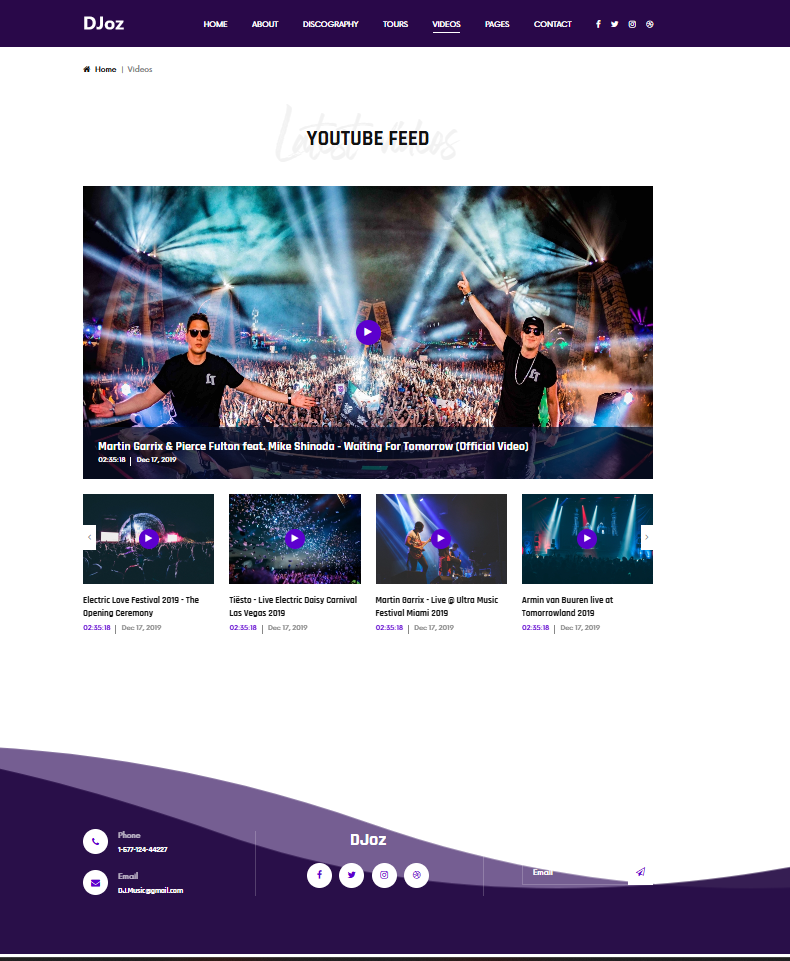 DJoz
HOME ABOUT DISCOGRAPHY TOURS VIDEOS PAGES CONTACT
Home | Videos
Latest videos
YOUTUBE FEED
LT
LT
Martin Garrix & Pierce Fulton feat. Mike Shinoda - Waiting For Tomorrow (Official Video)
02:35:18 | Dec 17, 2019
Electric Love Festival 2019 - The
Opening Ceremony
02:35:18 | Dec 17, 2019
Tiësto - Live Electric Daisy Carnival
Las Vegas 2019
02:35:18 | Dec 17, 2019
Martin Garrix - Live @ Ultra Music
Festival Miami 2019
02:35:18 | Dec 17, 2019
Armin van Buuren live at
Tomorrowland 2019
02:35:18 | Dec 17, 2019
Phone
1-677-124-44227
Email
DJ.Music@gmail.com
DJoz
Email